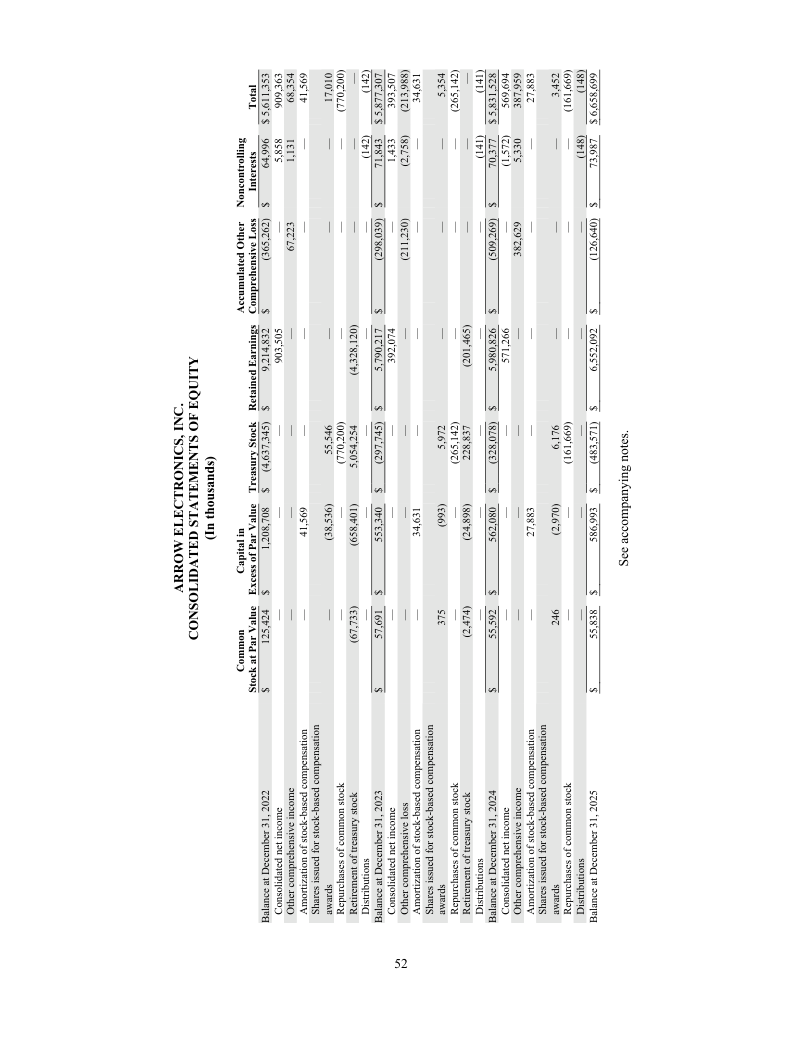 ARROW ELECTRONICS, INC.
CONSOLIDATED STATEMENTS OF EQUITY
(In thousands)
Common Stock at Par Value | Capital in Excess of Par Value | Treasury Stock | Retained Earnings | Accumulated Other Comprehensive Loss | Noncontrolling Interests | Total
Balance at December 31, 2022 $ 125,424 $ 1,208,708 $ (4,637,345) $ 9,214,832 $ (365,262) $ 64,996 $ 5,611,353
Consolidated net income — — — 903,505 — 5,858 909,363
Other comprehensive income — — — — 67,223 1,131 68,354
Amortization of stock-based compensation — 41,569 — — — — 41,569
Shares issued for stock-based compensation
awards — (38,536) 55,546 — — — 17,010
Repurchases of common stock — — (770,200) — — — (770,200)
Retirement of treasury stock (67,733) (658,401) 5,054,254 (4,328,120) — — —
Distributions — — — — — (142) (142)
Balance at December 31, 2023 $ 57,691 $ 553,340 $ (297,745) $ 5,790,217 $ (298,039) $ 71,843 $ 5,877,307
Consolidated net income — — — 392,074 — 1,433 393,507
Other comprehensive loss — — — — (211,230) (2,758) (213,988)
Amortization of stock-based compensation — 34,631 — — — — 34,631
Shares issued for stock-based compensation
awards 375 (993) 5,972 — — — 5,354
Repurchases of common stock — — (265,142) — — — (265,142)
Retirement of treasury stock (2,474) (24,898) 228,837 (201,465) — — —
Distributions — — — — — (141) (141)
Balance at December 31, 2024 $ 55,592 $ 562,080 $ (328,078) $ 5,980,826 $ (509,269) $ 70,377 $ 5,831,528
Consolidated net income — — — 571,266 — (1,572) 569,694
Other comprehensive income — — — — 382,629 5,330 387,959
Amortization of stock-based compensation — 27,883 — — — — 27,883
Shares issued for stock-based compensation
awards 246 (2,970) 6,176 — — — 3,452
Repurchases of common stock — — (161,669) — — — (161,669)
Distributions — — — — — (148) (148)
Balance at December 31, 2025 $ 55,838 $ 586,993 $ (483,571) $ 6,552,092 $ (126,640) $ 73,987 $ 6,658,699
See accompanying notes.
52